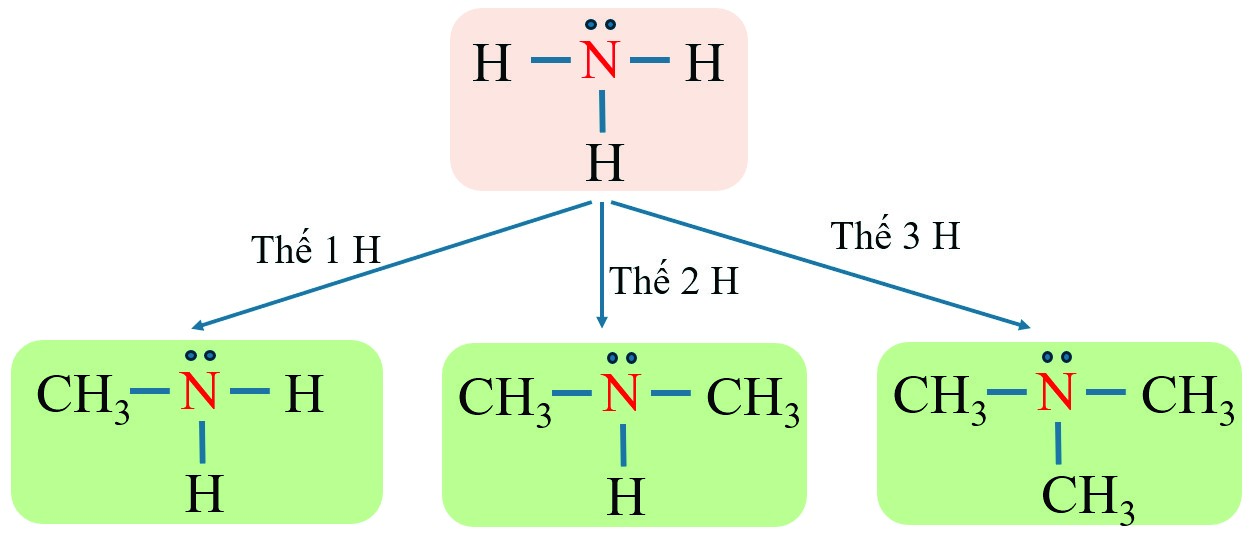 H — N — H
H
Thế 1 H
Thế 2 H
Thế 3 H
CH₃ — N — H
H
CH₃ — N — CH₃
H
CH₃ — N — CH₃
CH₃